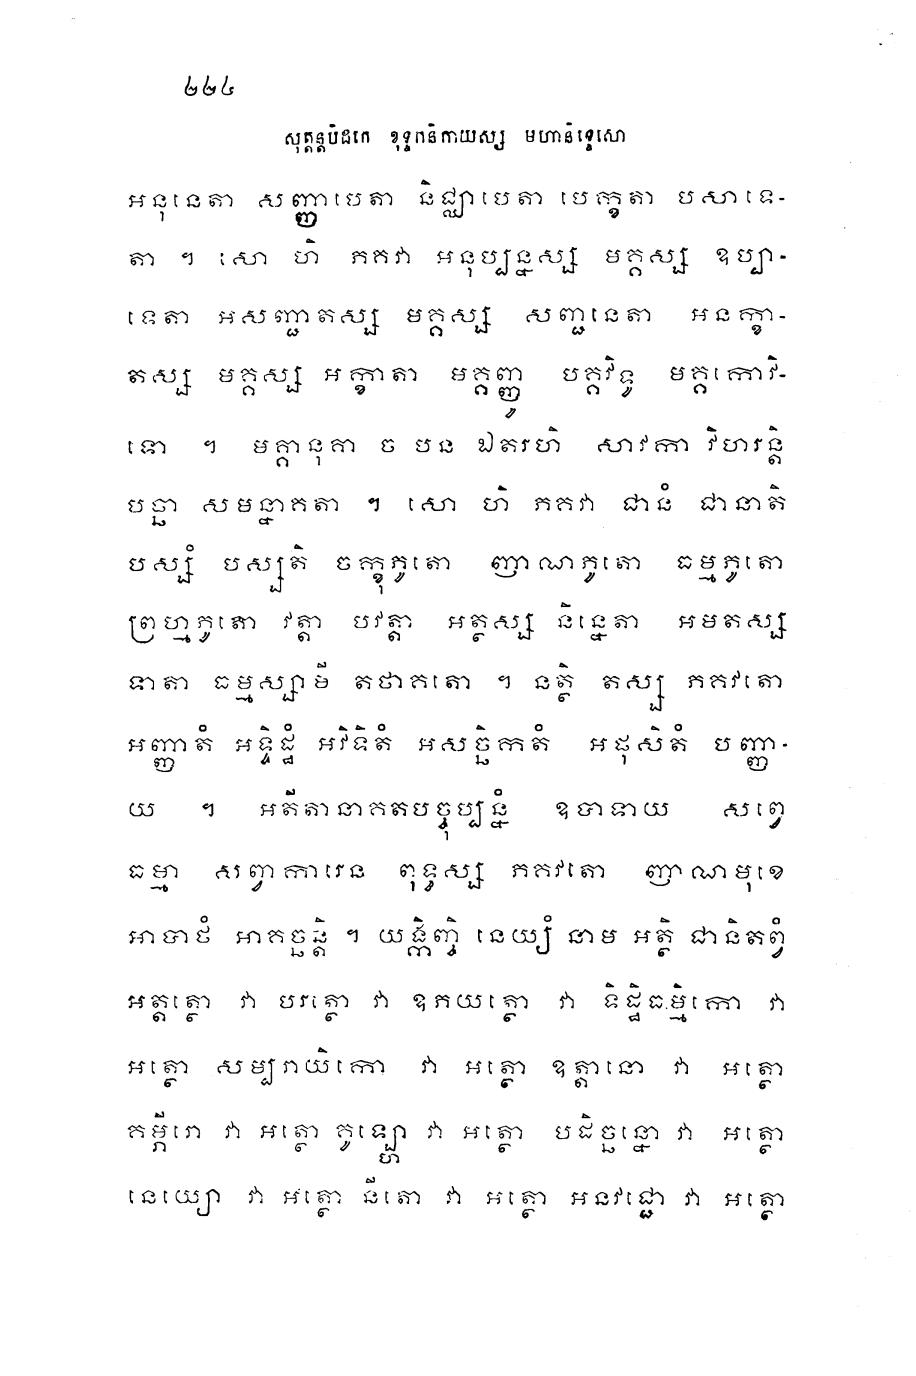 ២២៤
សុត្តន្តបិដកេ ខុទ្ទកនិកាយស្ស មហានិទ្ទេសោ
អនុនេតា សញ្ញាបេតា និជ្ឈាបេតា បេក្ខតា បសាទេ-
តា ។ សោ ហិ ភគវា អនុប្បន្នស្ស មគ្គស្ស ឧប្បា-
ទេតា អសញ្ជាតស្ស មគ្គស្ស សញ្ជនេតា អនក្ខា-
តស្ស មគ្គស្ស អក្ខាតា មគ្គញ្ញូ បគ្គវិទូ មគ្គកោវិ-
ទោ ។ មគ្គានុគា ច បន ឯតរហិ សាវកា វិហរន្តិ
បច្ឆា សមន្នាគតា ។ សោ ហិ ភគវា ជានំ ជានាតិ
បស្សំ បស្សតិ ចក្ខុភូតោ ញាណភូតោ ធម្មភូតោ
ព្រហ្មភូតោ វត្តា បវត្តា អត្ថស្ស និន្នេតា អមតស្ស
ទាតា ធម្មស្សាមី តថាគតោ ។ នត្ថិ តស្ស ភគវតោ
អញ្ញាតំ អទ្ទិដ្ឋំ អវិទិតំ អសច្ឆិកតំ អផុសិតំ បញ្ញា-
យ ។ អតីតានាគតបច្ចុប្បន្នំ ឧបាទាយ សព្វេ
ធម្មា សព្វាការេន ពុទ្ធស្ស ភគវតោ ញាណមុខេ
អាបាថំ អាគច្ឆន្តិ ។ យង្កិញ្ចិ នេយ្យំ នាម អត្ថិ ជានិតព្វំ
អត្តត្ថោ វា បរត្ថោ វា ឧភយត្ថោ វា ទិដ្ឋិធម្មិកោ វា
អត្ថោ សម្បរាយិកោ វា អត្ថោ ឧត្តានោ វា អត្ថោ
គម្ភីរោ វា អត្ថោ គូឡ្ហោ វា អត្ថោ បដិច្ឆន្នោ វា អត្ថោ
នេយ្យោ វា អត្ថោ នីតោ វា អត្ថោ អនវជ្ជោ វា អត្ថោ